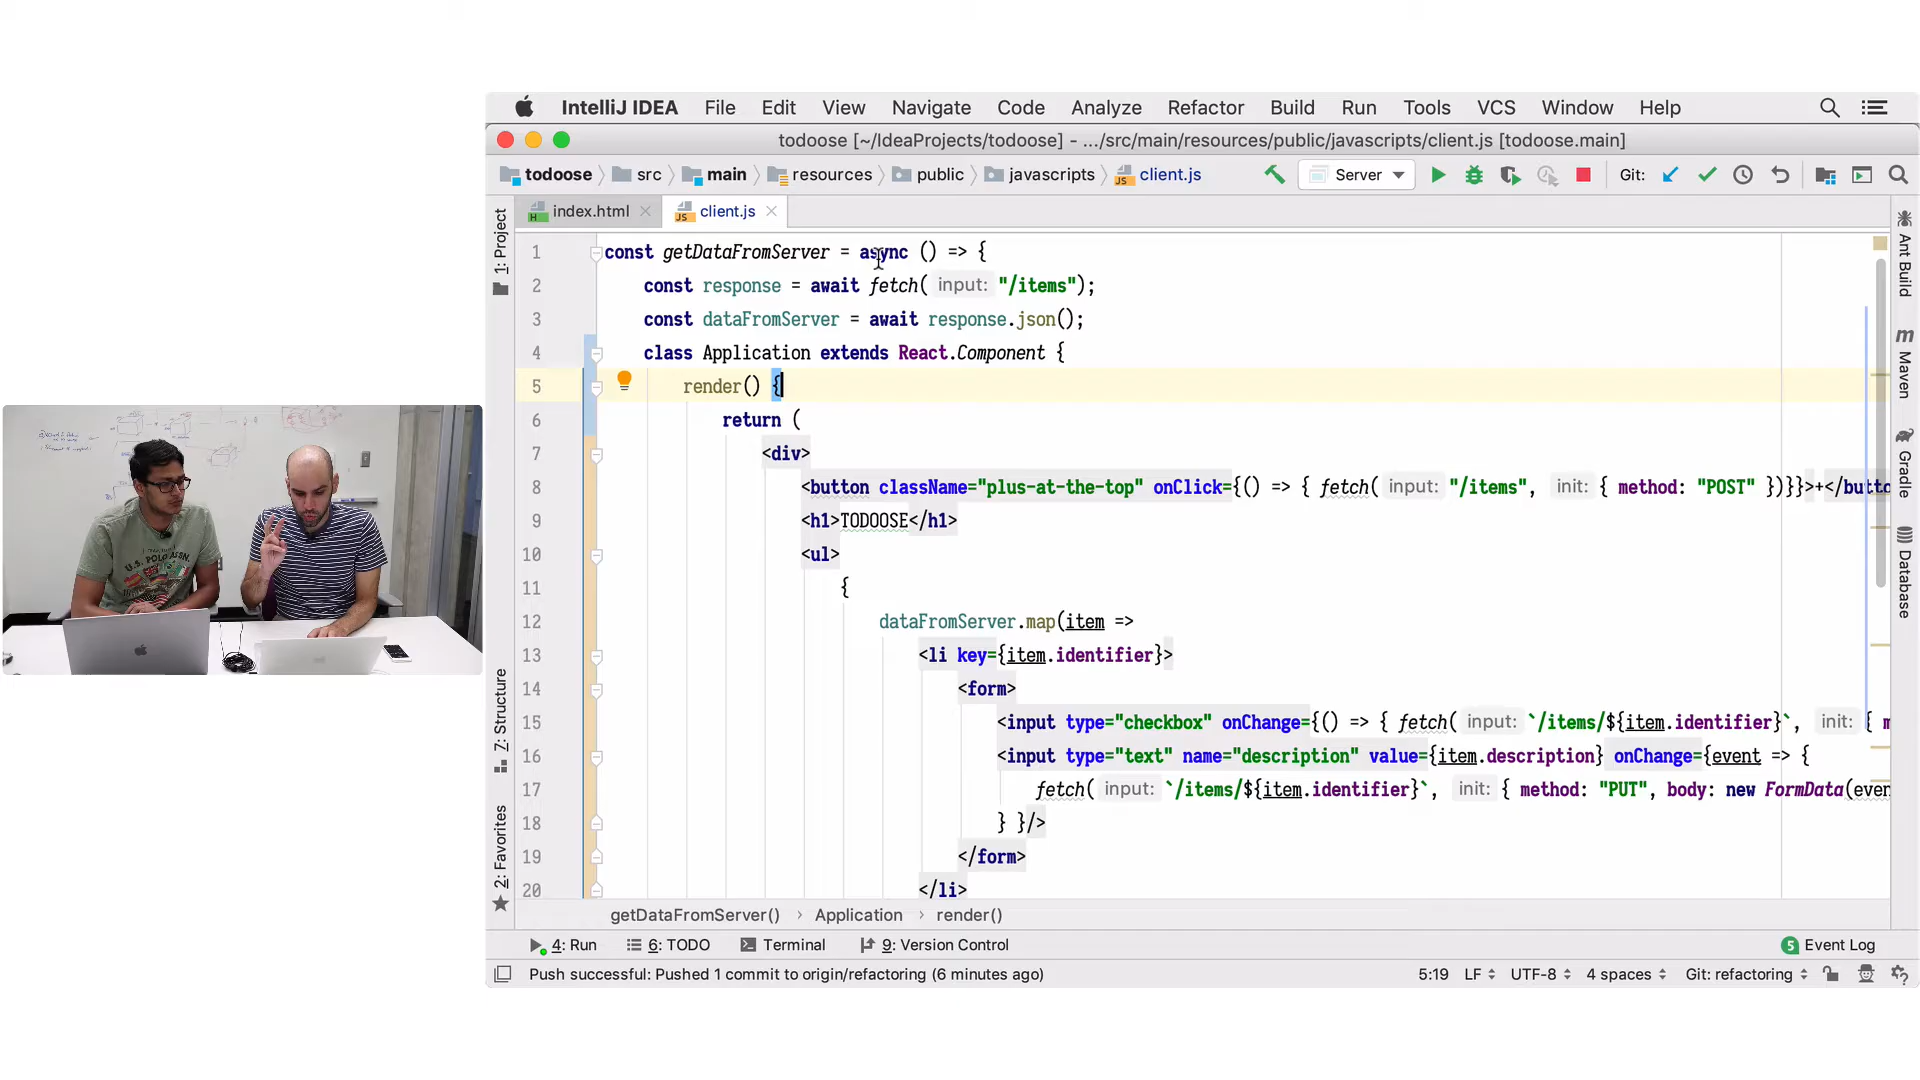 IntelliJ IDEA File Edit View Navigate Code Analyze Refactor Build Run Tools VCS Window Help
todoose [~/IdeaProjects/todoose] - .../src/main/resources/public/javascripts/client.js [todoose.main]
todoose src main resources public javascripts client.js Server Git:
index.html client.js
1: Project
7: Structure
2: Favorites
1 const getDataFromServer = async () => {
2 const response = await fetch( input: "/items");
3 const dataFromServer = await response.json();
4 class Application extends React.Component {
5 render() {
6 return (
7 <div>
8 <button className="plus-at-the-top" onClick={() => { fetch( input: "/items", init: { method: "POST" })}}>+</butto
9 <h1>TODOOSE</h1>
10 <ul>
11 {
12 dataFromServer.map(item =>
13 <li key={item.identifier}>
14 <form>
15 <input type="checkbox" onChange={() => { fetch( input: `/items/${item.identifier}`, init: { m
16 <input type="text" name="description" value={item.description} onChange={event => {
17 fetch( input: `/items/${item.identifier}`, init: { method: "PUT", body: new FormData(even
18 } }/>
19 </form>
20 </li>
Ant Build
Maven
Gradle
Database
getDataFromServer() Application render()
4: Run 6: TODO Terminal 9: Version Control 5 Event Log
Push successful: Pushed 1 commit to origin/refactoring (6 minutes ago) 5:19 LF UTF-8 4 spaces Git: refactoring
U.S. POLO ASSN.